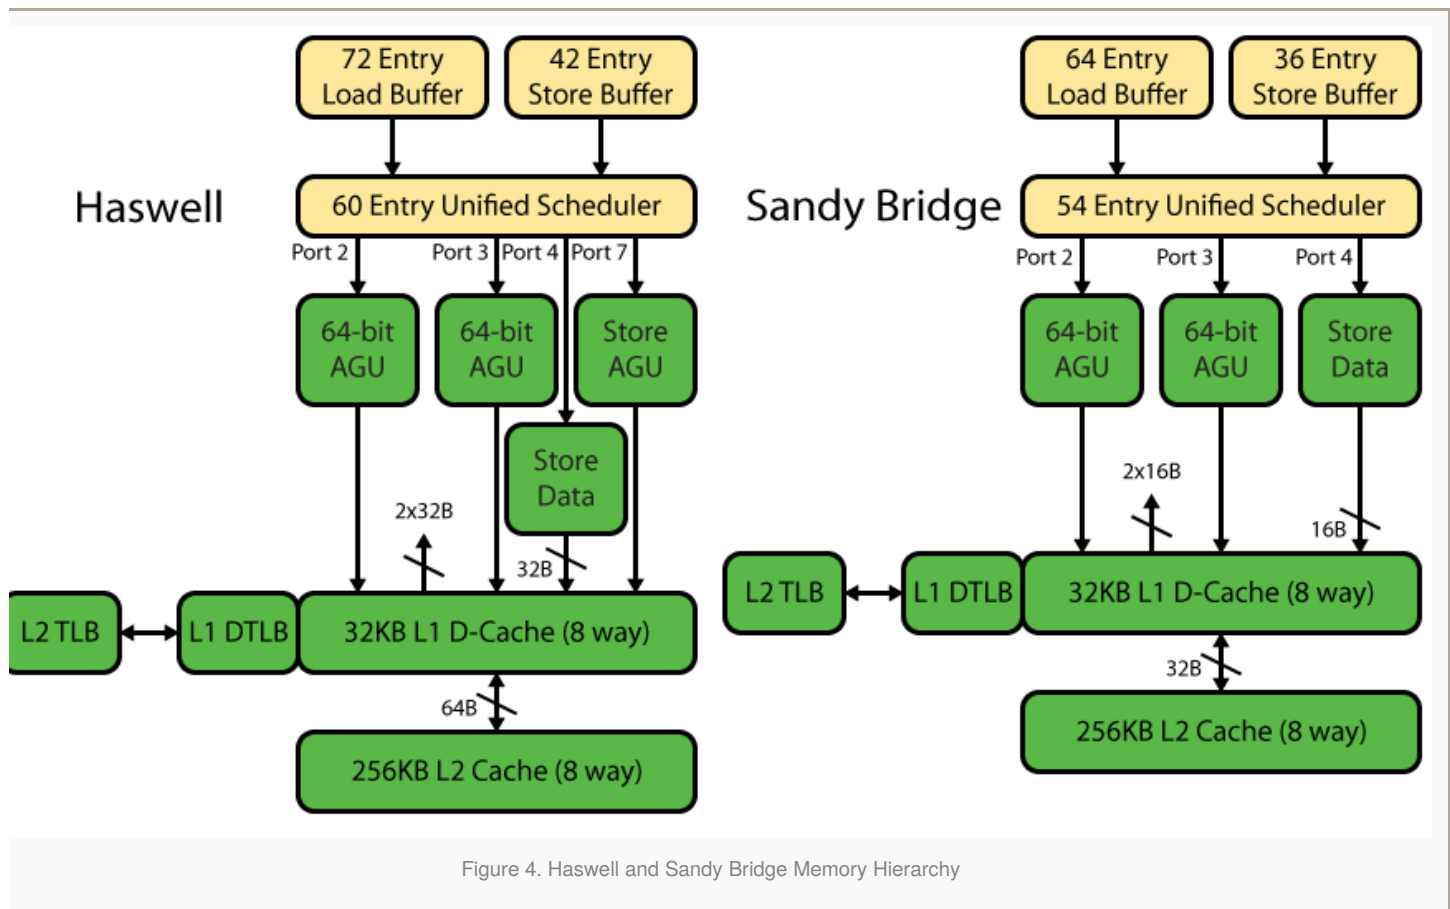 72 Entry
Load Buffer
42 Entry
Store Buffer
Haswell
60 Entry Unified Scheduler
Port 2
Port 3
Port 4
Port 7
64-bit
AGU
64-bit
AGU
Store
AGU
Store
Data
2x32B
32B
L2 TLB
L1 DTLB
32KB L1 D-Cache (8 way)
64B
256KB L2 Cache (8 way)
64 Entry
Load Buffer
36 Entry
Store Buffer
Sandy Bridge
54 Entry Unified Scheduler
Port 2
Port 3
Port 4
64-bit
AGU
64-bit
AGU
Store
Data
2x16B
16B
L2 TLB
L1 DTLB
32KB L1 D-Cache (8 way)
32B
256KB L2 Cache (8 way)
Figure 4. Haswell and Sandy Bridge Memory Hierarchy